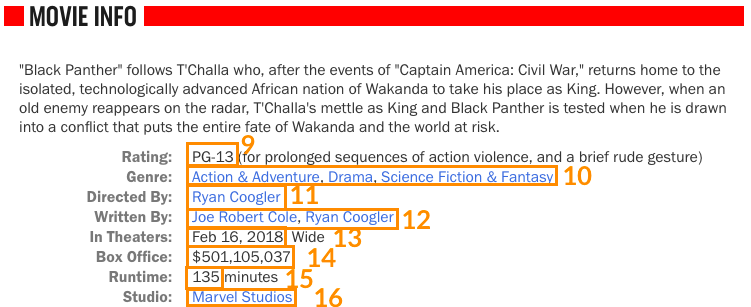 MOVIE INFO
"Black Panther" follows T'Challa who, after the events of "Captain America: Civil War," returns home to the
isolated, technologically advanced African nation of Wakanda to take his place as King. However, when an
old enemy reappears on the radar, T'Challa's mettle as King and Black Panther is tested when he is drawn
into a conflict that puts the entire fate of Wakanda and the world at risk.
Rating: PG-13 (for prolonged sequences of action violence, and a brief rude gesture) 9
Genre: Action & Adventure, Drama, Science Fiction & Fantasy 10
Directed By: Ryan Coogler 11
Written By: Joe Robert Cole, Ryan Coogler 12
In Theaters: Feb 16, 2018 Wide 13
Box Office: $501,105,037 14
Runtime: 135 minutes 15
Studio: Marvel Studios 16